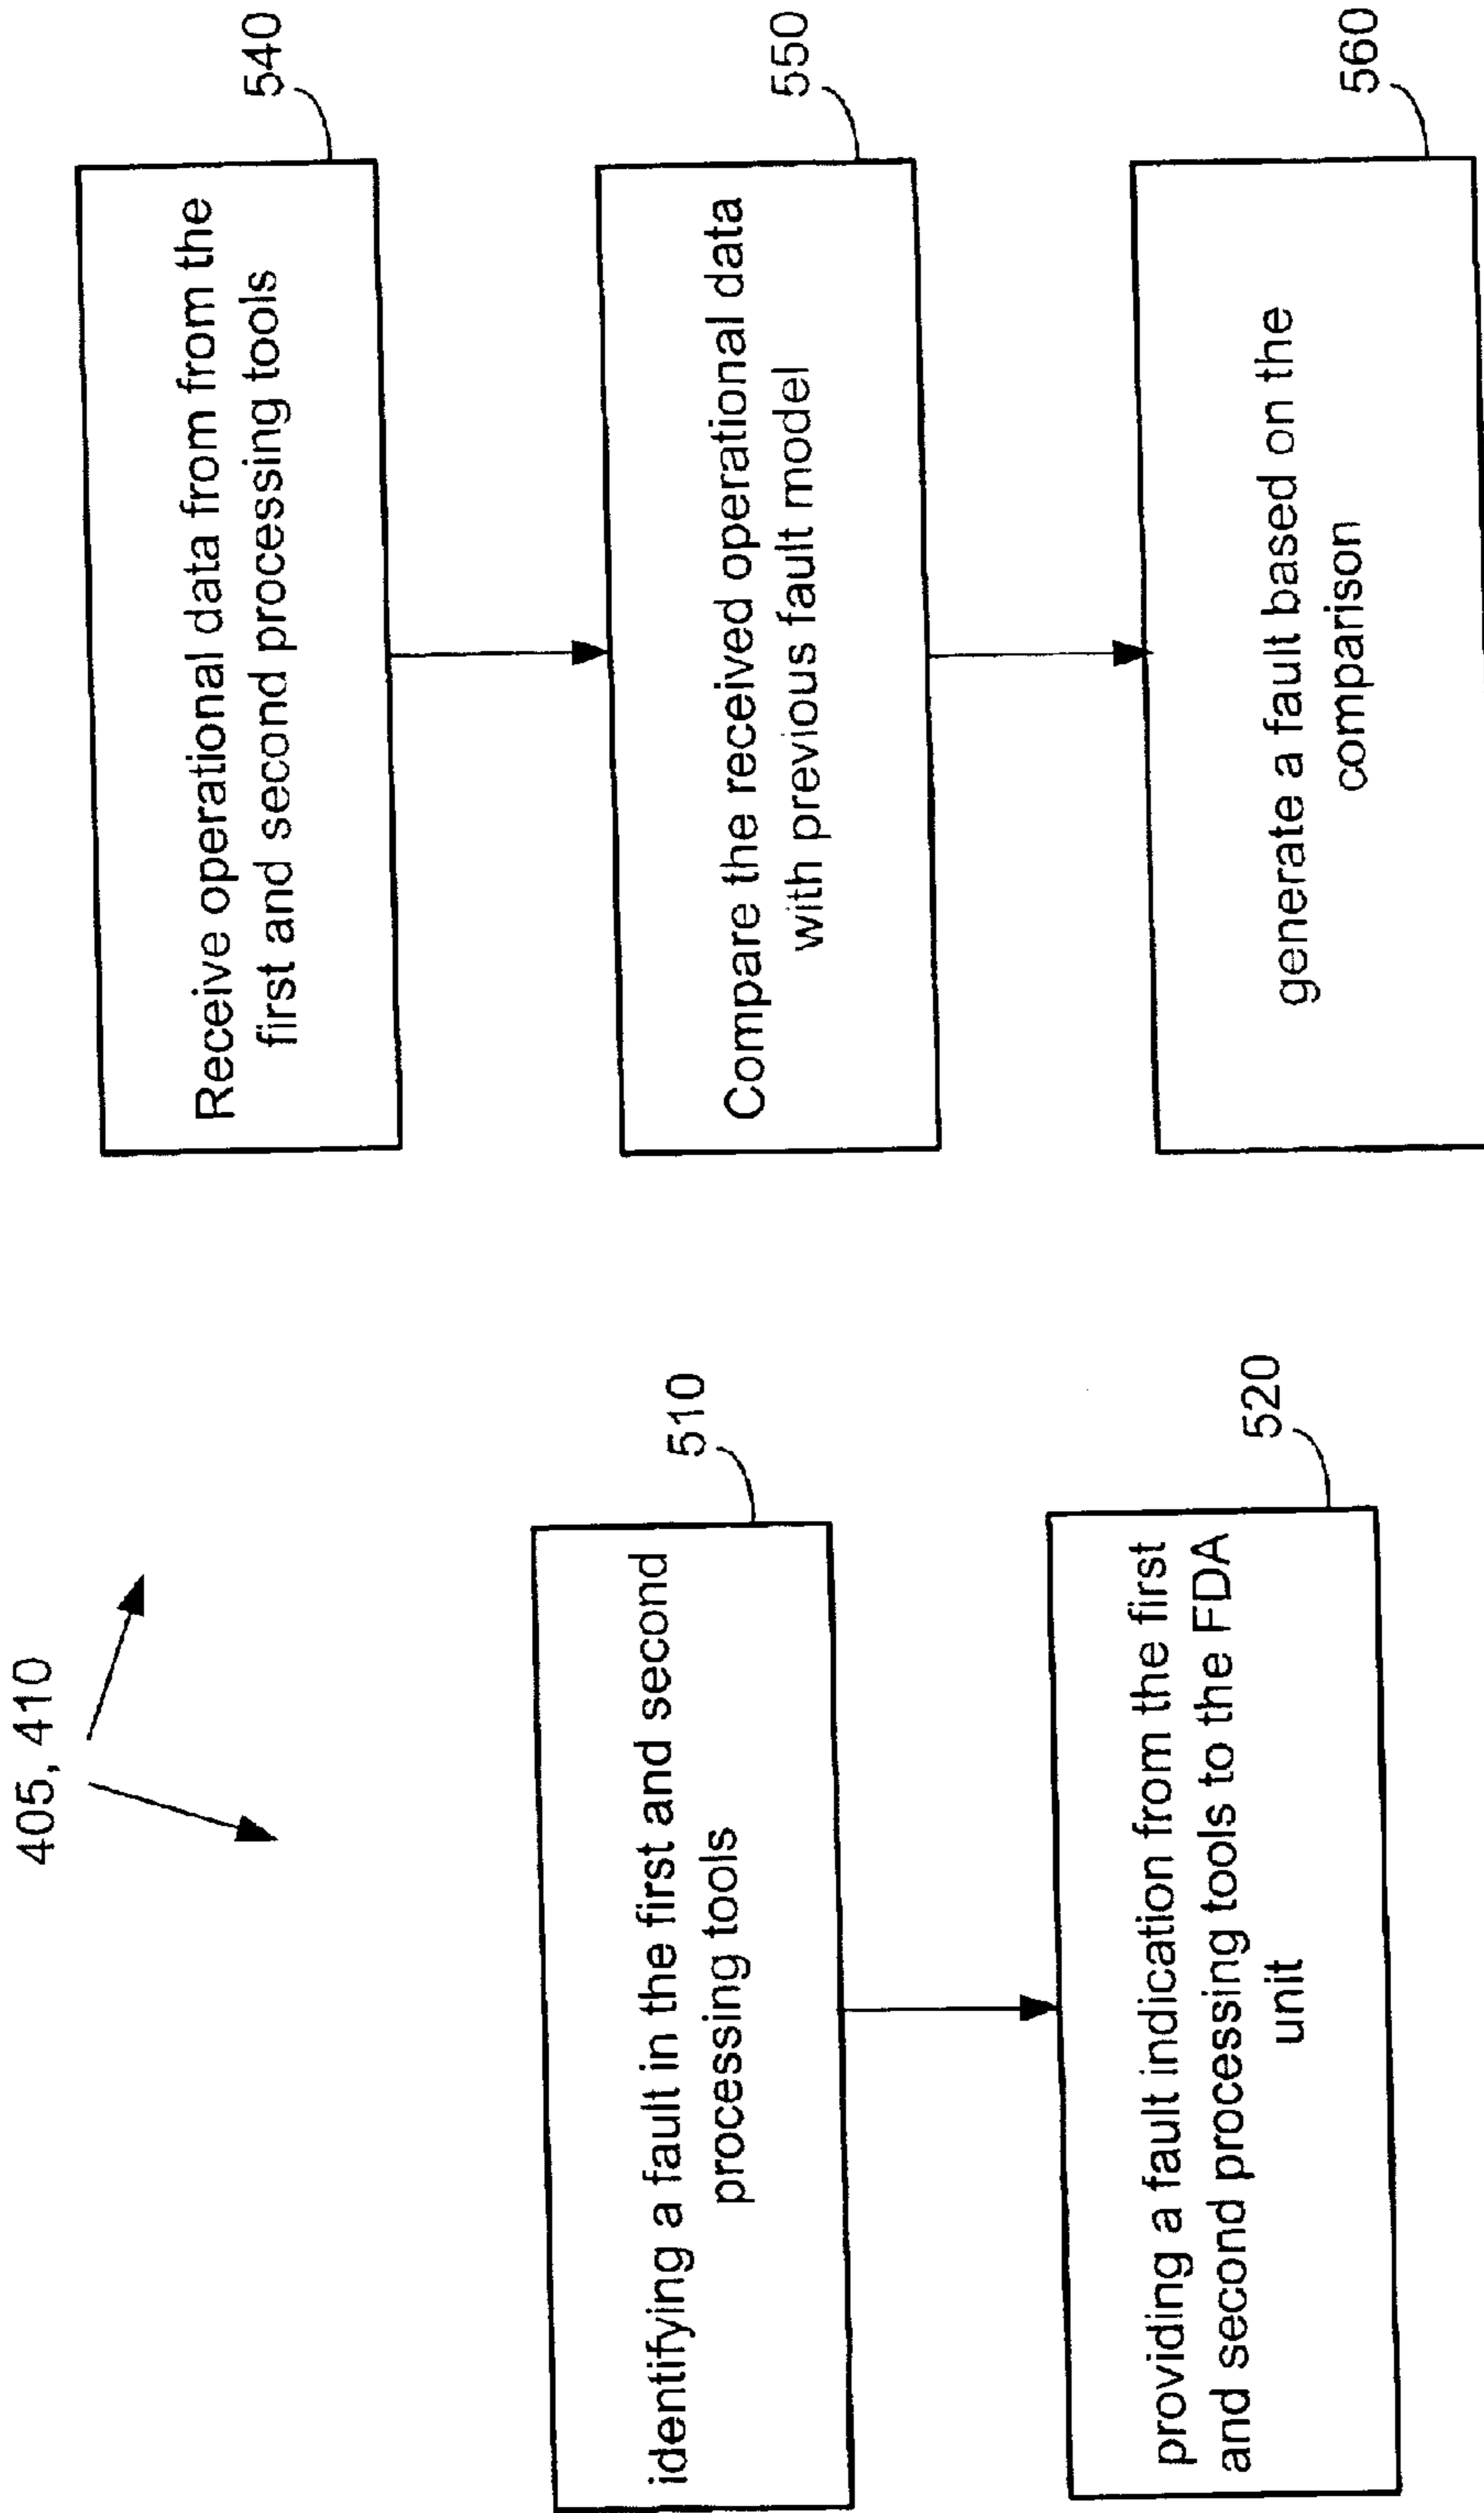 405, 410
identifying a fault in the first and second
processing tools
510
providing a fault indication from the first
and second processing tools to the FDA
unit
520
Receive operational data from from the
first and second processing tools
540
Compare the received operational data
with previous fault model
550
generate a fault based on the
comparison
560